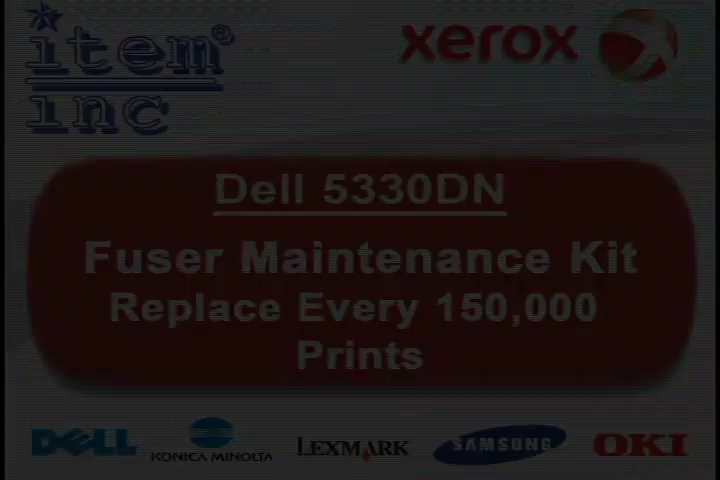 item®
inc
xerox
Dell 5330DN
Fuser Maintenance Kit
Replace Every 150,000
Prints
DELL
KONICA MINOLTA
LEXMARK
SAMSUNG
OKI